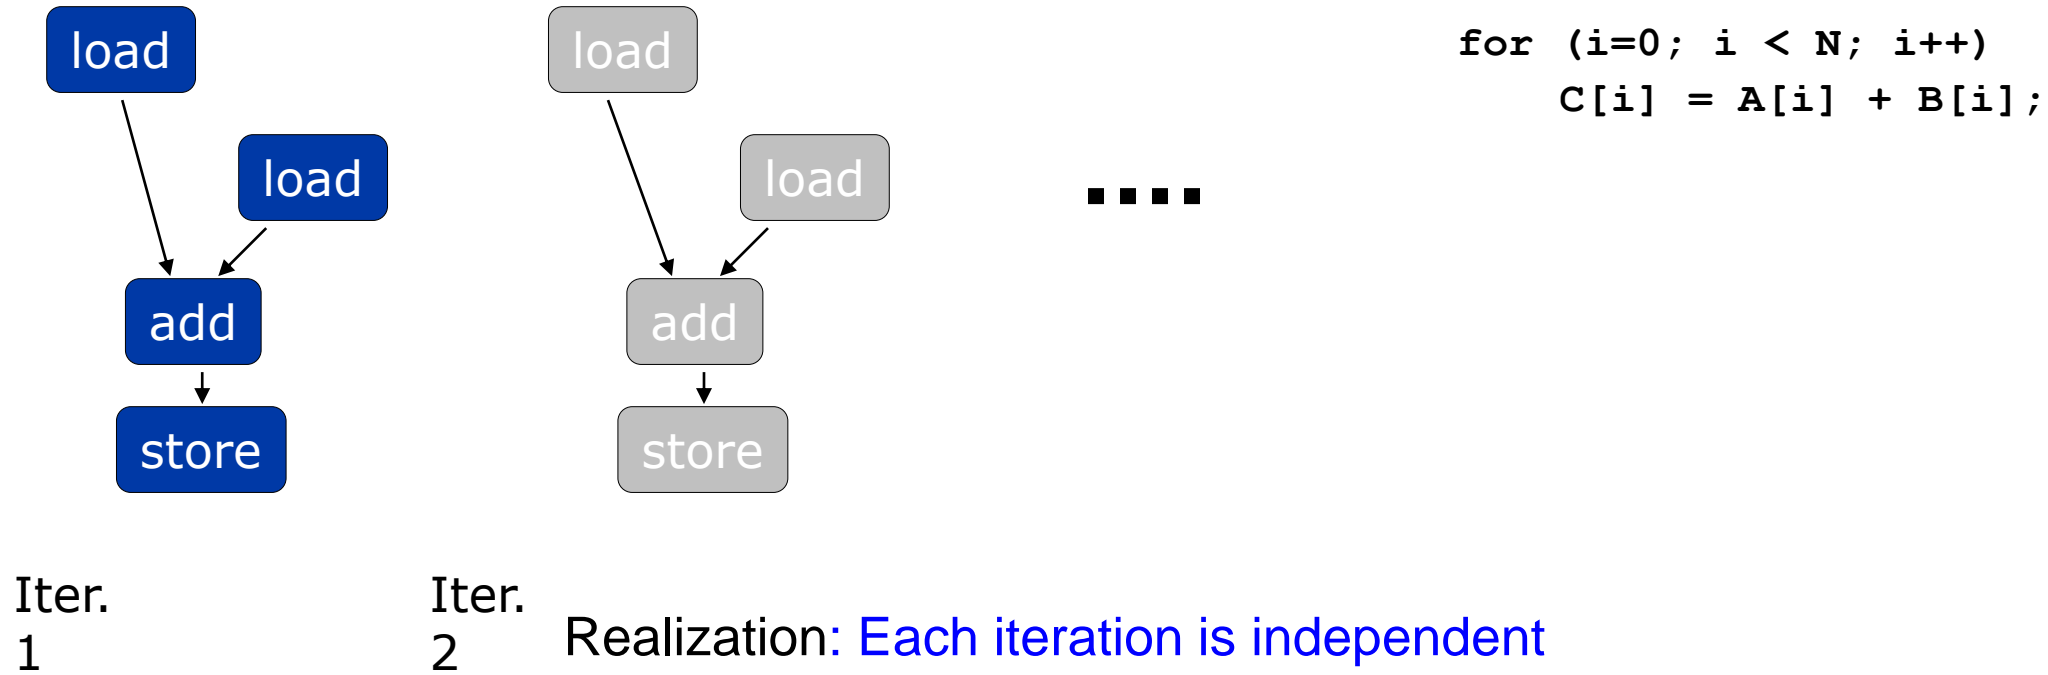 load
load
add
store
load
load
add
store
....
for (i=0; i < N; i++)
C[i] = A[i] + B[i];
Iter.
1
Iter.
2
Realization: Each iteration is independent